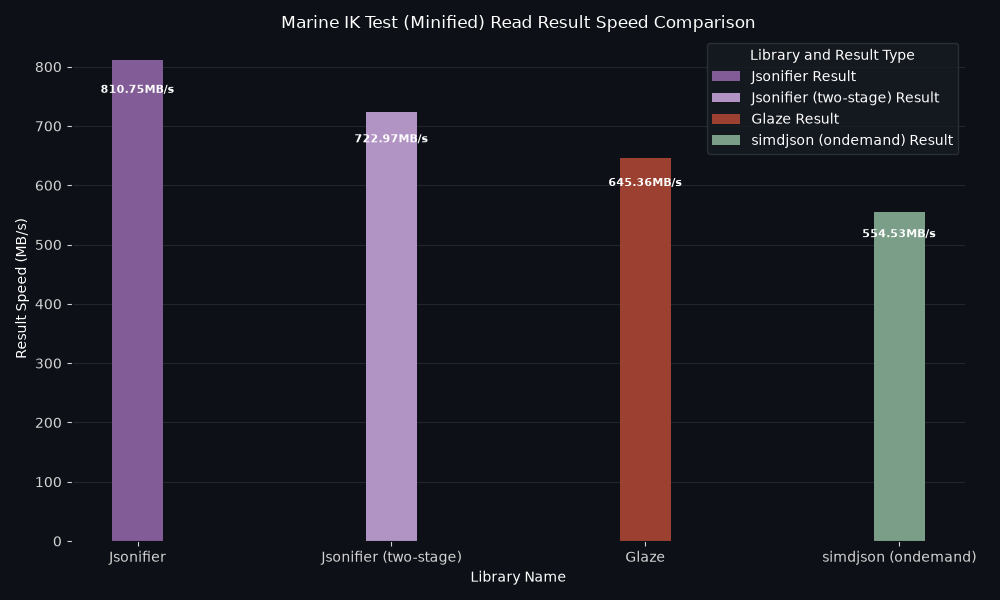 Marine IK Test (Minified) Read Result Speed Comparison
Library and Result Type
Jsonifier Result
Jsonifier (two-stage) Result
Glaze Result
simdjson (ondemand) Result
810.75MB/s
722.97MB/s
645.36MB/s
554.53MB/s
Result Speed (MB/s)
800
700
600
500
400
300
200
100
0
Jsonifier
Jsonifier (two-stage)
Glaze
simdjson (ondemand)
Library Name